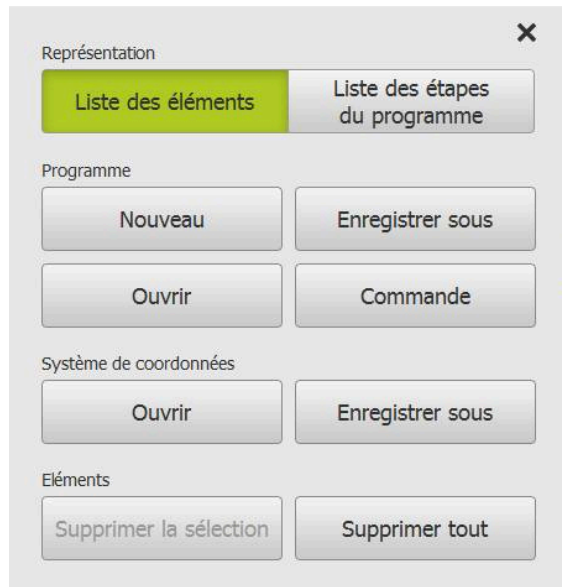 Représentation
Liste des éléments
Liste des étapes
du programme
Programme
Nouveau
Enregistrer sous
Ouvrir
Commande
Système de coordonnées
Ouvrir
Enregistrer sous
Eléments
Supprimer la sélection
Supprimer tout